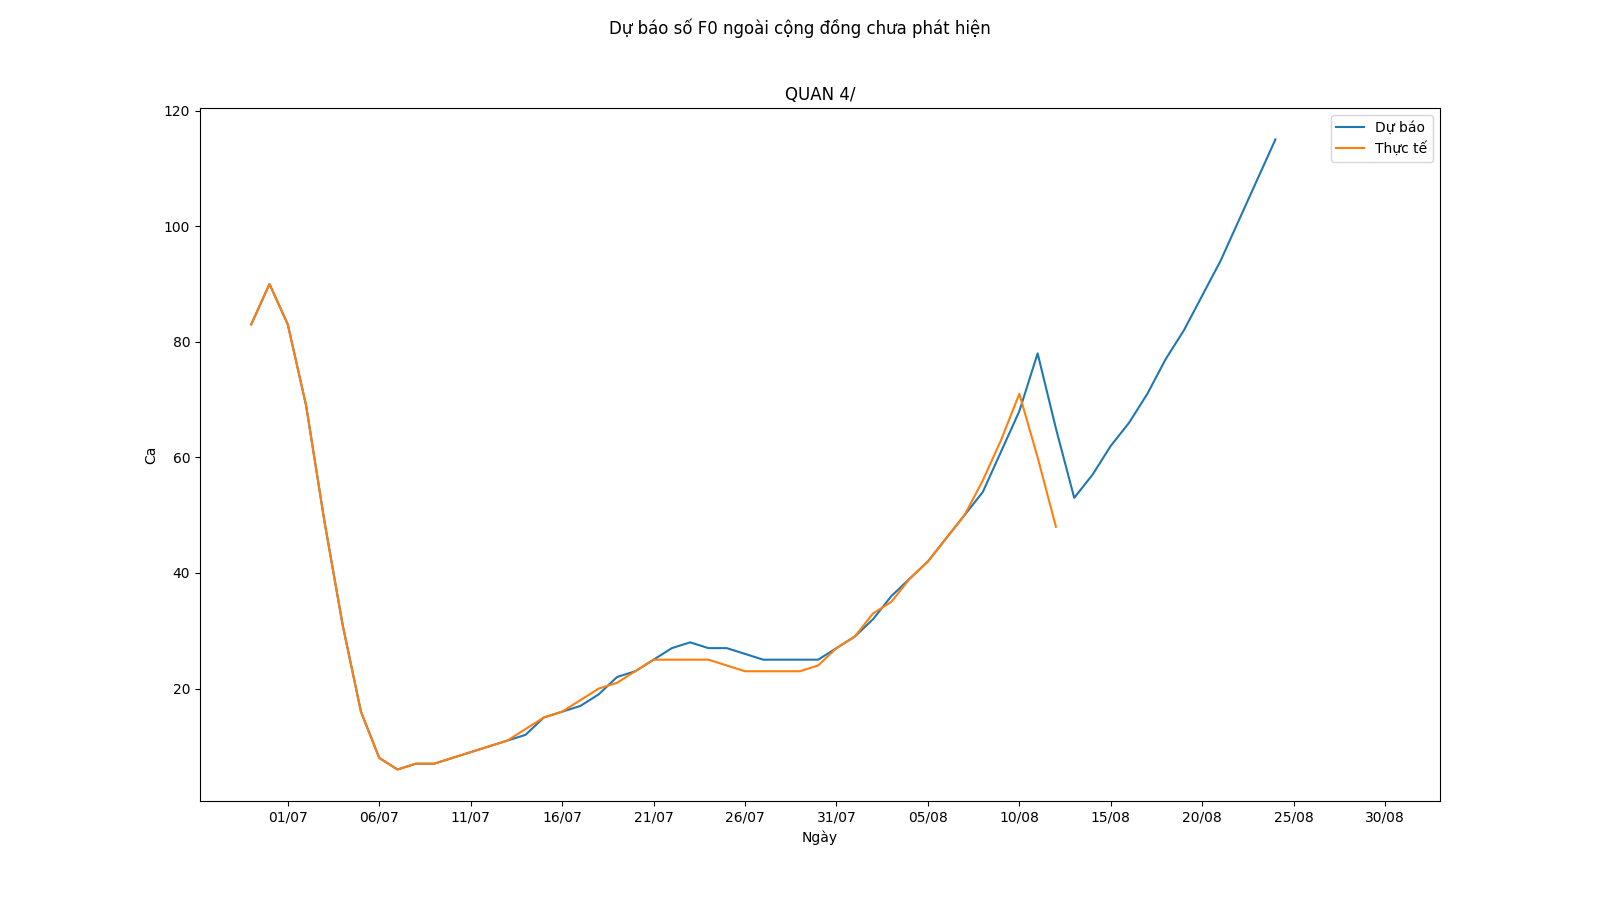 Dự báo số F0 ngoài cộng đồng chưa phát hiện
QUAN 4/
Dự báo
Thực tế
Ca
120
100
80
60
40
20
01/07 06/07 11/07 16/07 21/07 26/07 31/07 05/08 10/08 15/08 20/08 25/08 30/08
Ngày